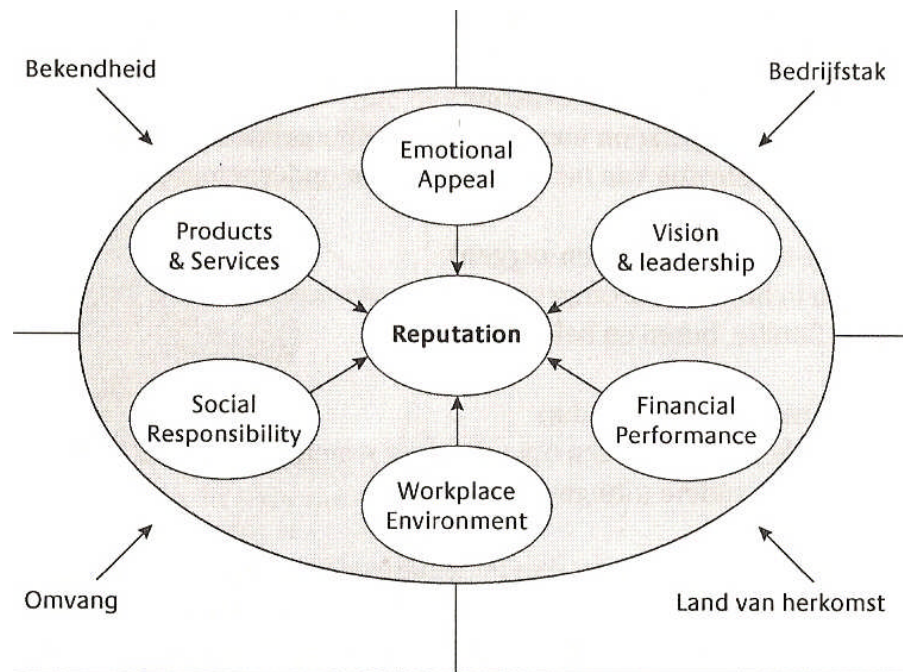 Bekendheid
Bedrijfstak
Emotional
Appeal
Products
& Services
Vision
& leadership
Reputation
Social
Responsibility
Financial
Performance
Workplace
Environment
Omvang
Land van herkomst